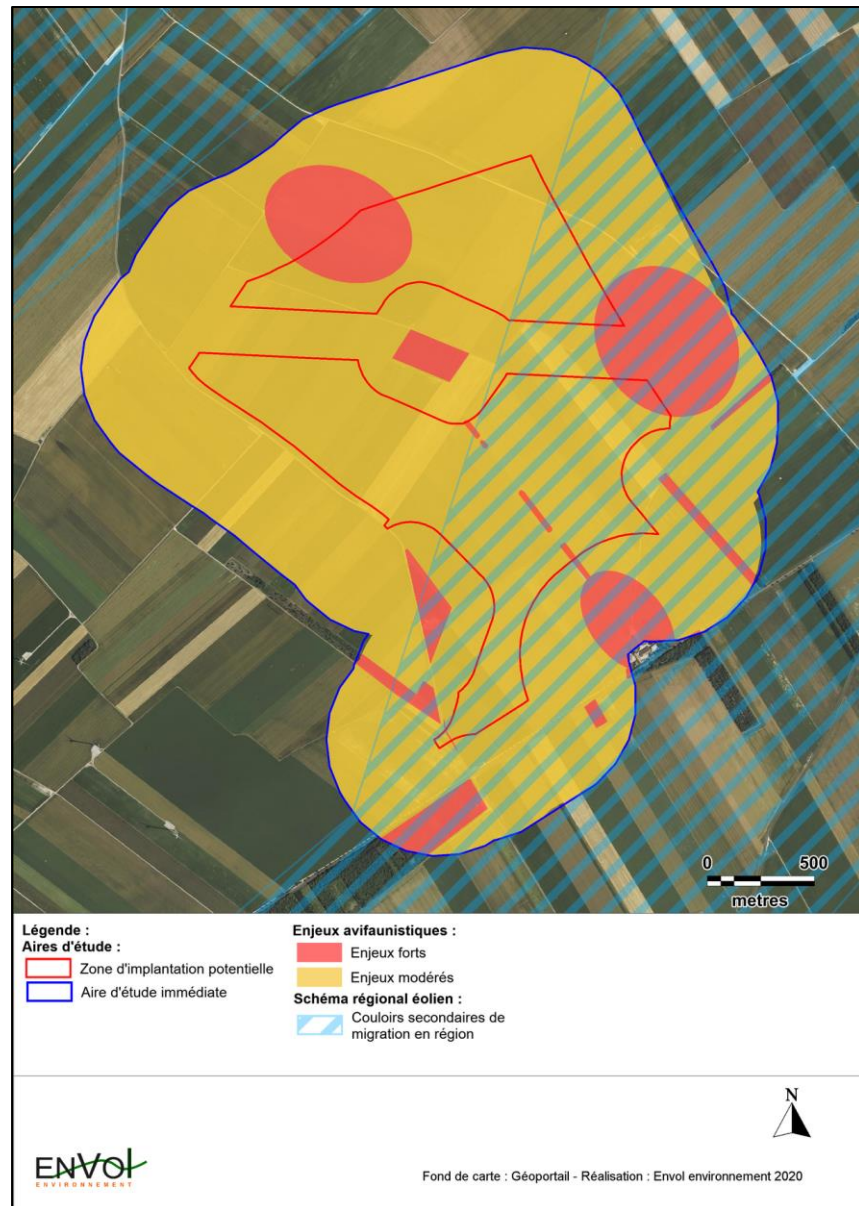 0 500
metres
Légende :
Aires d'étude :
Zone d'implantation potentielle
Aire d'étude immédiate
Enjeux avifaunistiques :
Enjeux forts
Enjeux modérés
Schéma régional éolien :
Couloirs secondaires de
migration en région
N
ENVOL
ENVIRONNEMENT
Fond de carte : Géoportail - Réalisation : Envol environnement 2020